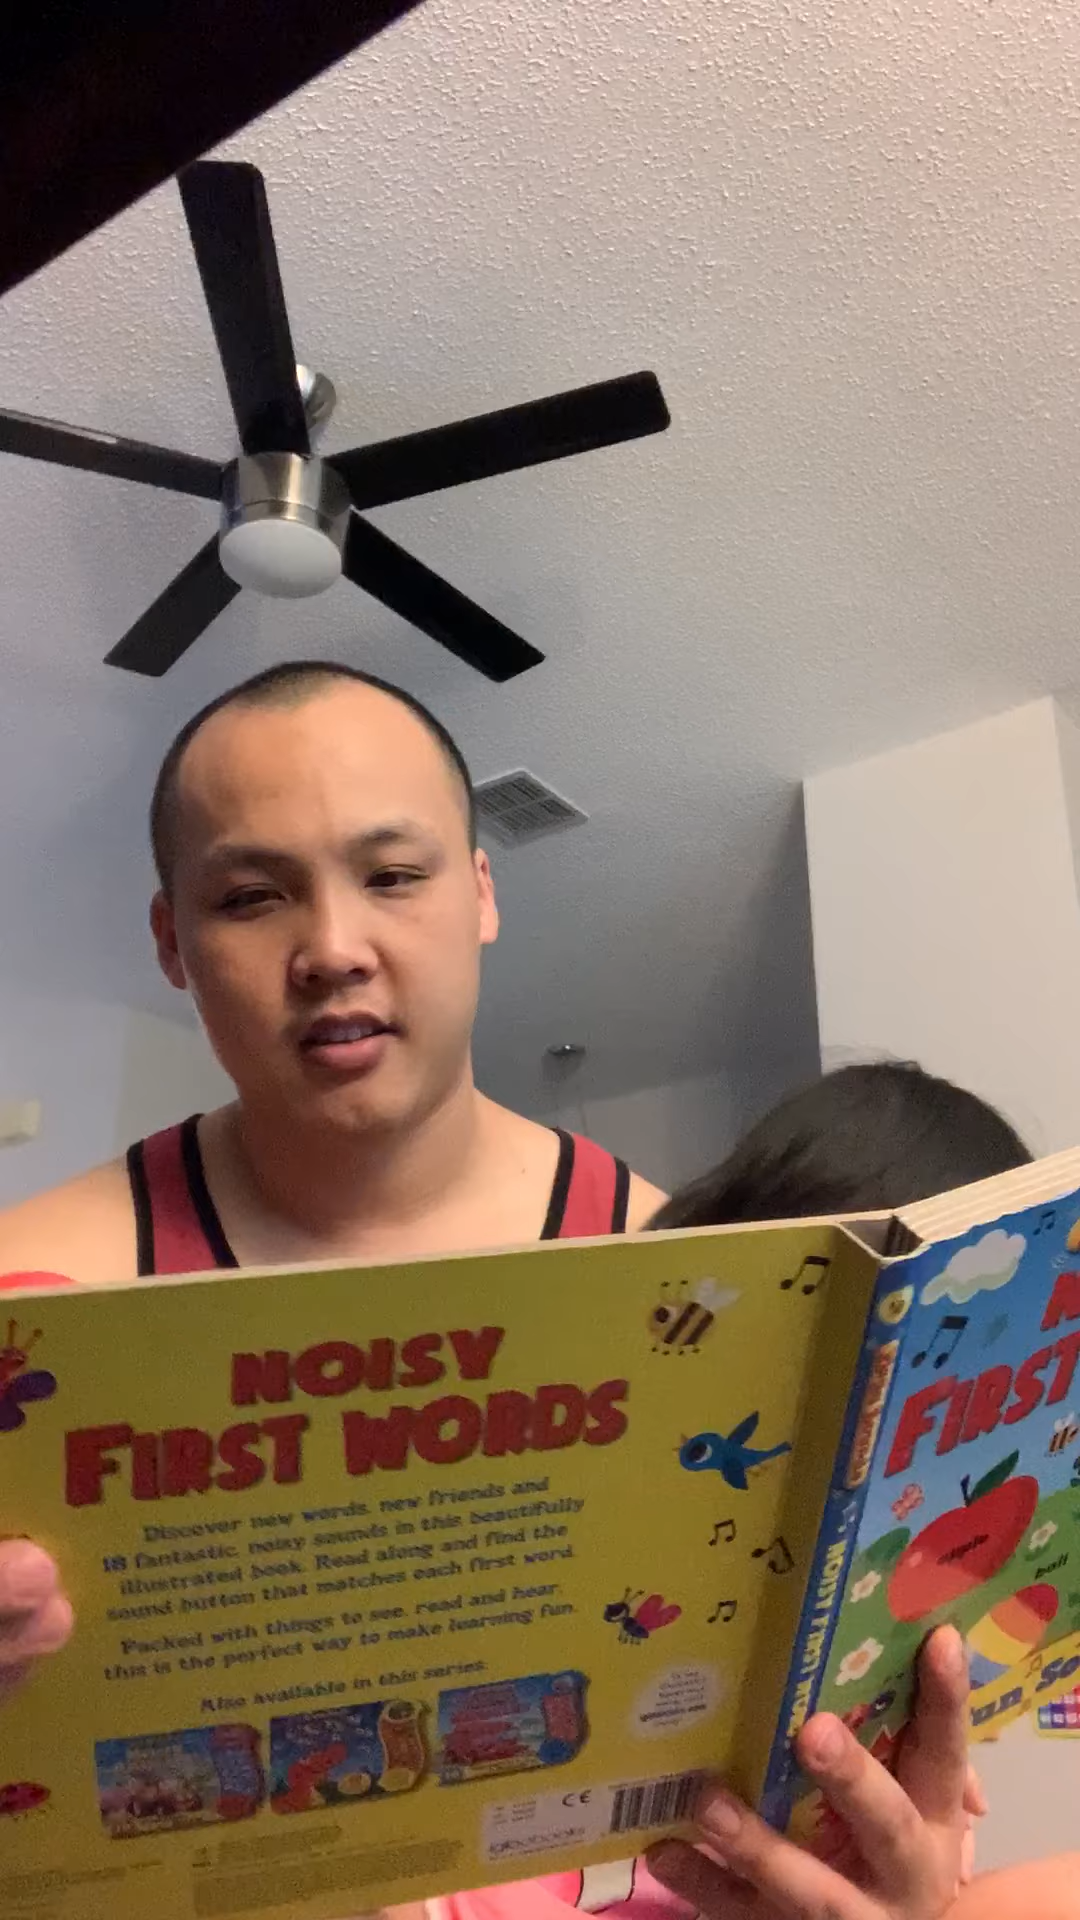 NOISY
FIRST WORDS
Discover new words, new friends and
18 fantastic, noisy sounds in this beautifully
illustrated book. Read along and find the
sound button that matches each first word.
Packed with things to see, read and hear,
this is the perfect way to make learning fun.
Also available in this series:
CE
igloobooks
NOISY FIRST WORDS
FIRST
apple
ball